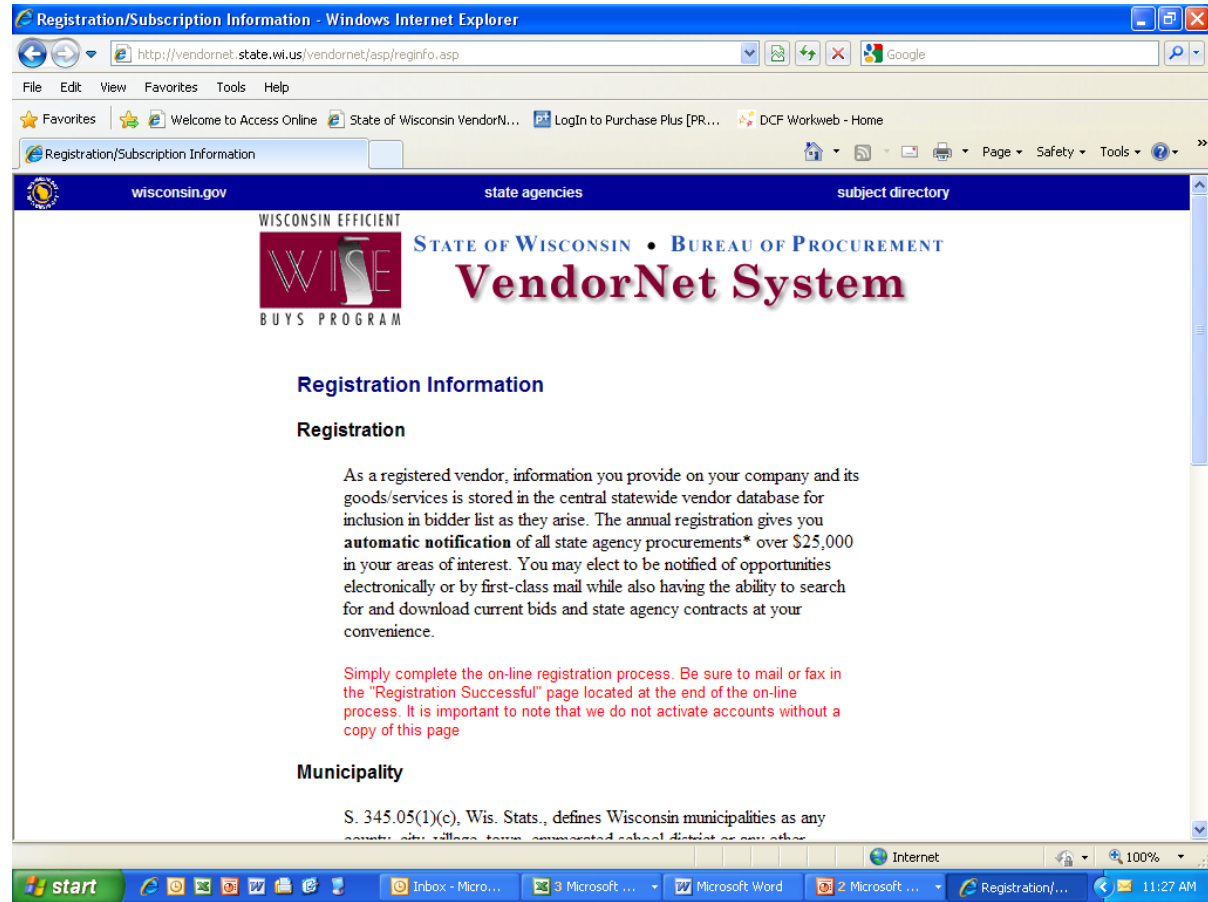 Registration/Subscription Information - Windows Internet Explorer
http://vendornet.state.wi.us/vendornet/asp/reginfo.asp
Google
File Edit View Favorites Tools Help
Favorites Welcome to Access Online State of Wisconsin VendorN... LogIn to Purchase Plus [PR... DCF Workweb - Home
Registration/Subscription Information Page Safety Tools
wisconsin.gov state agencies subject directory
WISCONSIN EFFICIENT
WISE
BUYS PROGRAM
STATE OF WISCONSIN • BUREAU OF PROCUREMENT
VendorNet System
Registration Information
Registration
As a registered vendor, information you provide on your company and its
goods/services is stored in the central statewide vendor database for
inclusion in bidder list as they arise. The annual registration gives you
automatic notification of all state agency procurements* over $25,000
in your areas of interest. You may elect to be notified of opportunities
electronically or by first-class mail while also having the ability to search
for and download current bids and state agency contracts at your
convenience.
Simply complete the on-line registration process. Be sure to mail or fax in
the "Registration Successful" page located at the end of the on-line
process. It is important to note that we do not activate accounts without a
copy of this page
Municipality
S. 345.05(1)(c), Wis. Stats., defines Wisconsin municipalities as any
county, city, village, town, enumerated school district or any other
Internet 100%
start Inbox - Micro... 3 Microsoft ... Microsoft Word 2 Microsoft ... Registration/... 11:27 AM